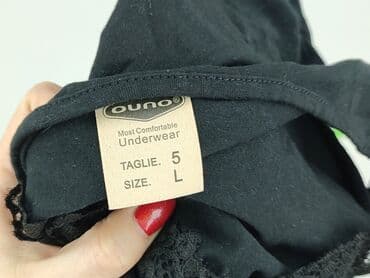 OUNO
Most Comfortable
Underwear
TAGLIE. 5
SIZE. L